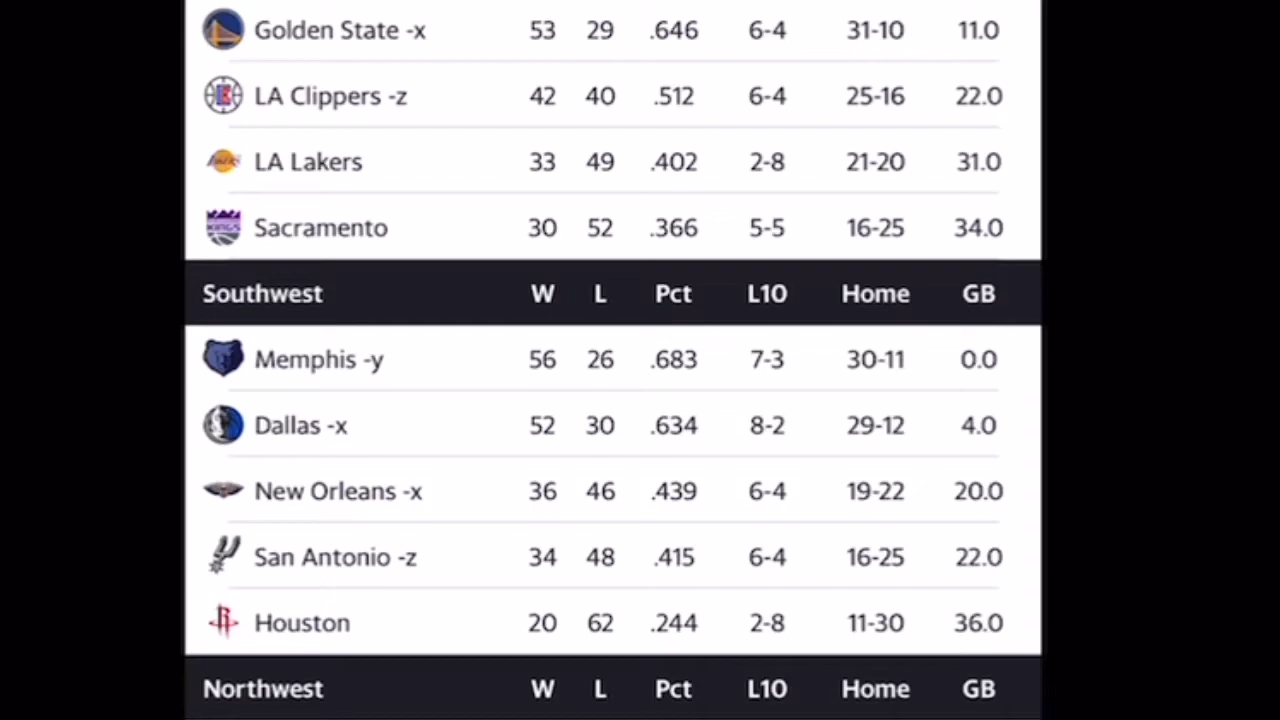 Golden State -x 53 29 .646 6-4 31-10 11.0
LA Clippers -z 42 40 .512 6-4 25-16 22.0
LA Lakers 33 49 .402 2-8 21-20 31.0
Sacramento 30 52 .366 5-5 16-25 34.0
Southwest W L Pct L10 Home GB
Memphis -y 56 26 .683 7-3 30-11 0.0
Dallas -x 52 30 .634 8-2 29-12 4.0
New Orleans -x 36 46 .439 6-4 19-22 20.0
San Antonio -z 34 48 .415 6-4 16-25 22.0
Houston 20 62 .244 2-8 11-30 36.0
Northwest W L Pct L10 Home GB